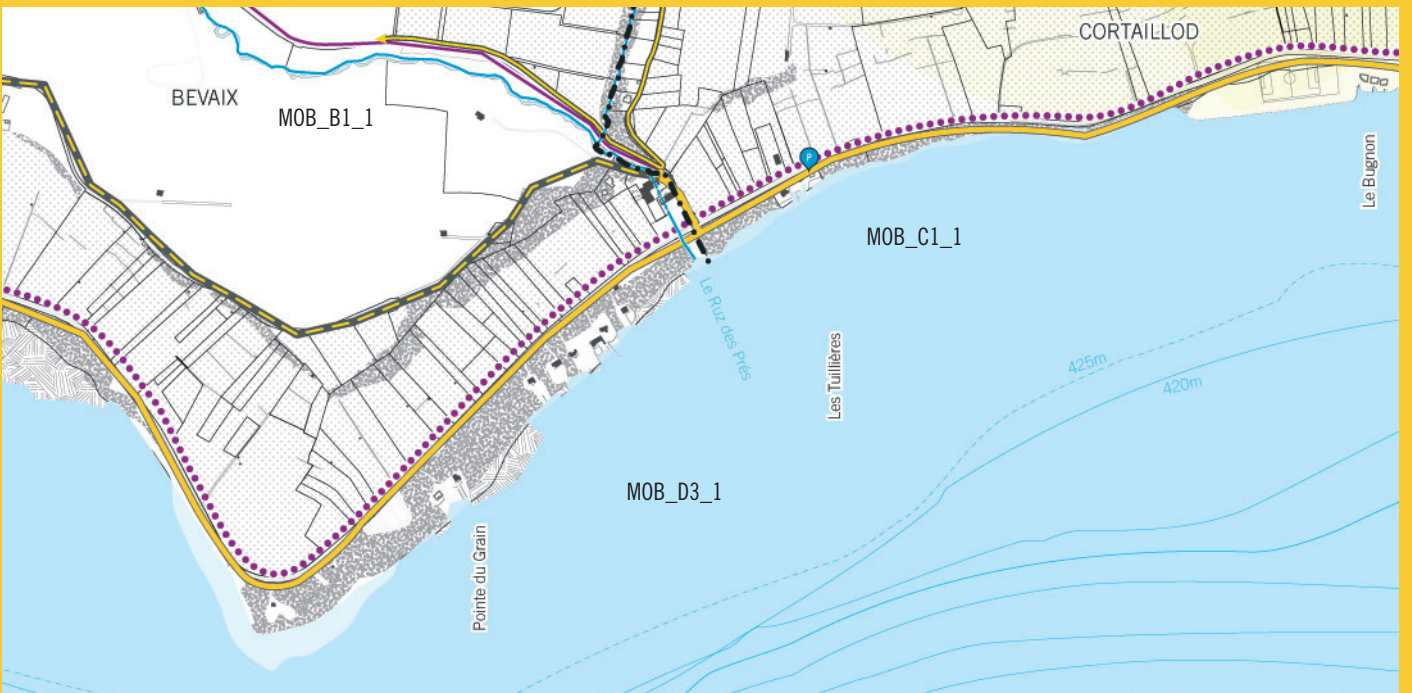 CORTAILLOD
BEVAIX
MOB_B1_1
P
Le Bugnon
MOB_C1_1
Le Ruz des Prés
Les Tuillières
425m
420m
MOB_D3_1
Pointe du Grain